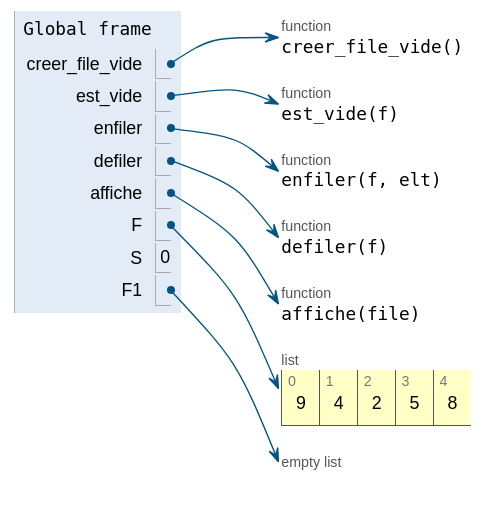 Global frame
creer_file_vide
est_vide
enfiler
defiler
affiche
F
S 0
F1
function
creer_file_vide()
function
est_vide(f)
function
enfiler(f, elt)
function
defiler(f)
function
affiche(file)
list
0 1 2 3 4
9 4 2 5 8
empty list